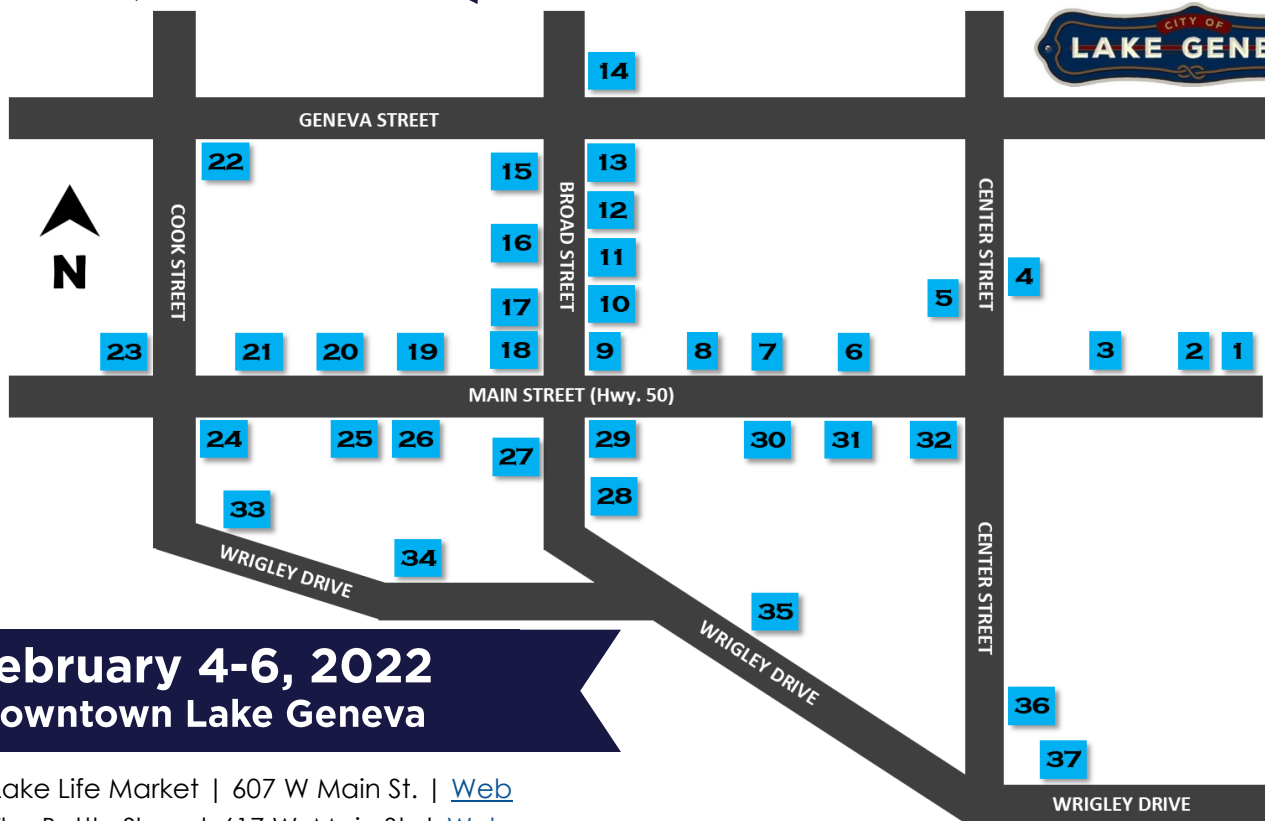 CITY OF
LAKE GENE
14
GENEVA STREET
22
15
13
12
16
11
COOK STREET
BROAD STREET
CENTER STREET
N
4
5
17
10
23
21
20
19
18
9
8
7
6
3
2
1
MAIN STREET (Hwy. 50)
24
25
26
27
29
30
31
32
28
33
34
WRIGLEY DRIVE
CENTER STREET
35
WRIGLEY DRIVE
ebruary 4-6, 2022
owntown Lake Geneva
36
37
Lake Life Market | 607 W Main St. | Web
WRIGLEY DRIVE